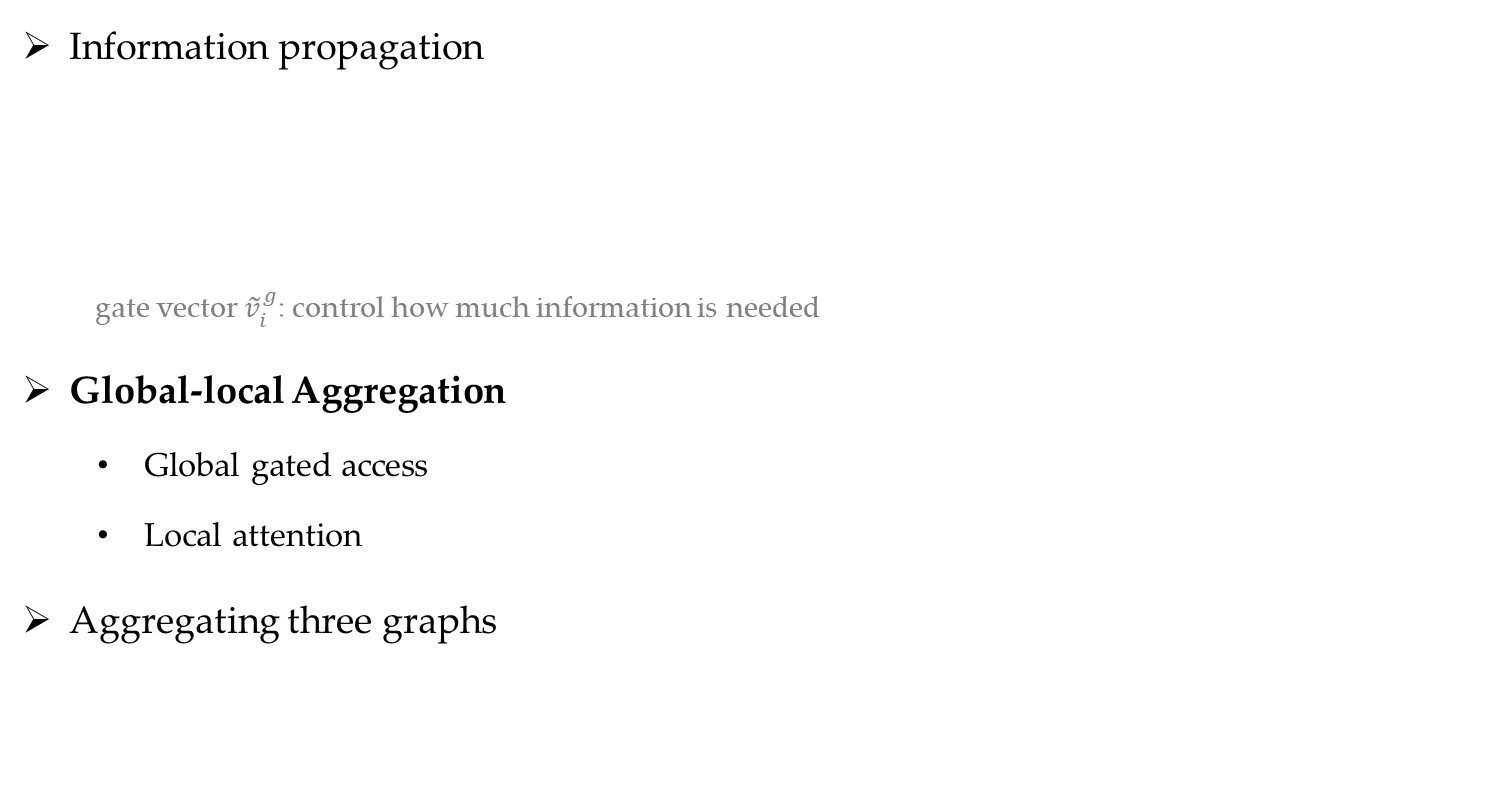 ➢ Information propagation
gate vector ṽᵢᵍ: control how much information is needed
➢ Global-local Aggregation
• Global gated access
• Local attention
➢ Aggregating three graphs